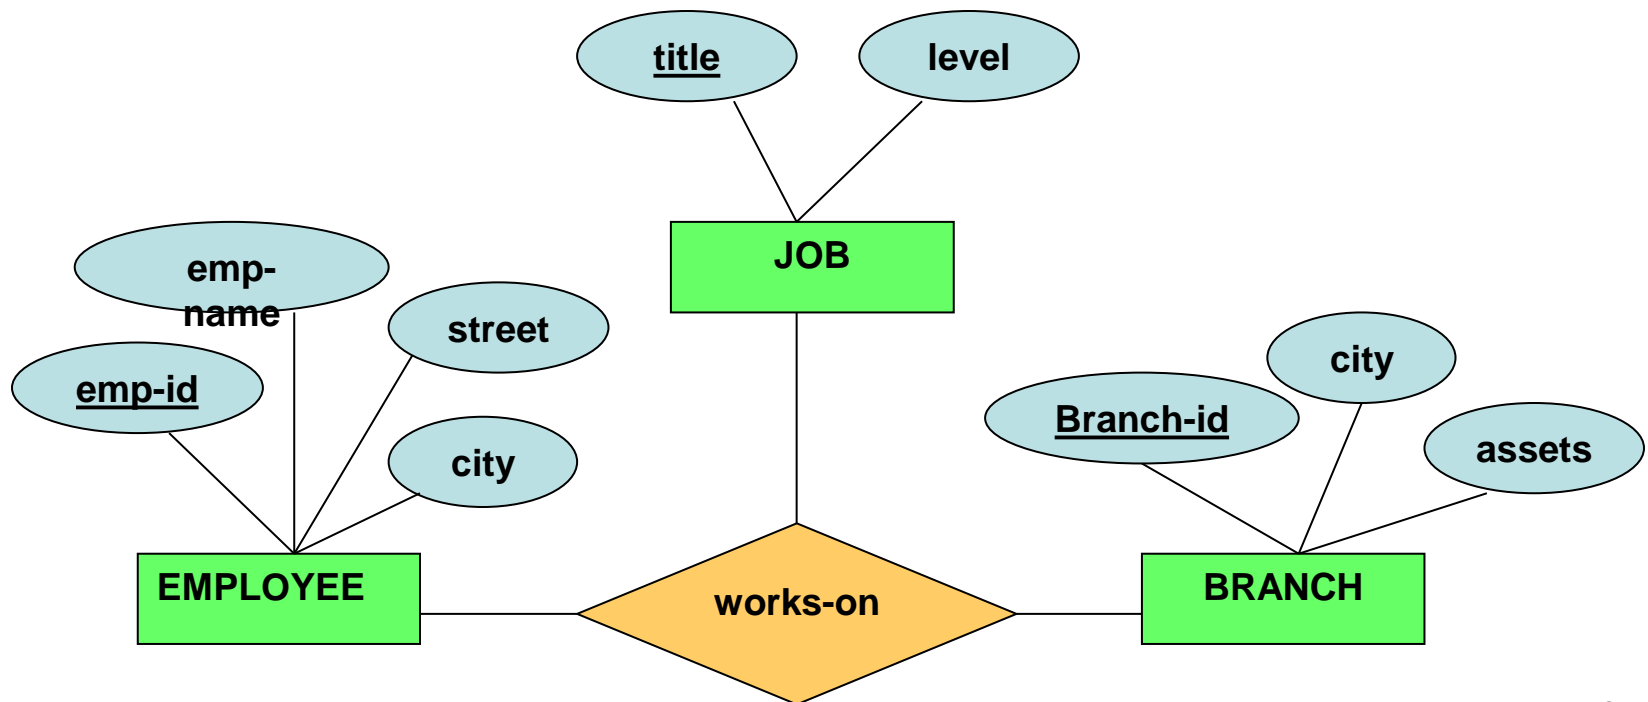 title
level
JOB
emp-
name
street
emp-id
city
city
Branch-id
assets
EMPLOYEE
works-on
BRANCH